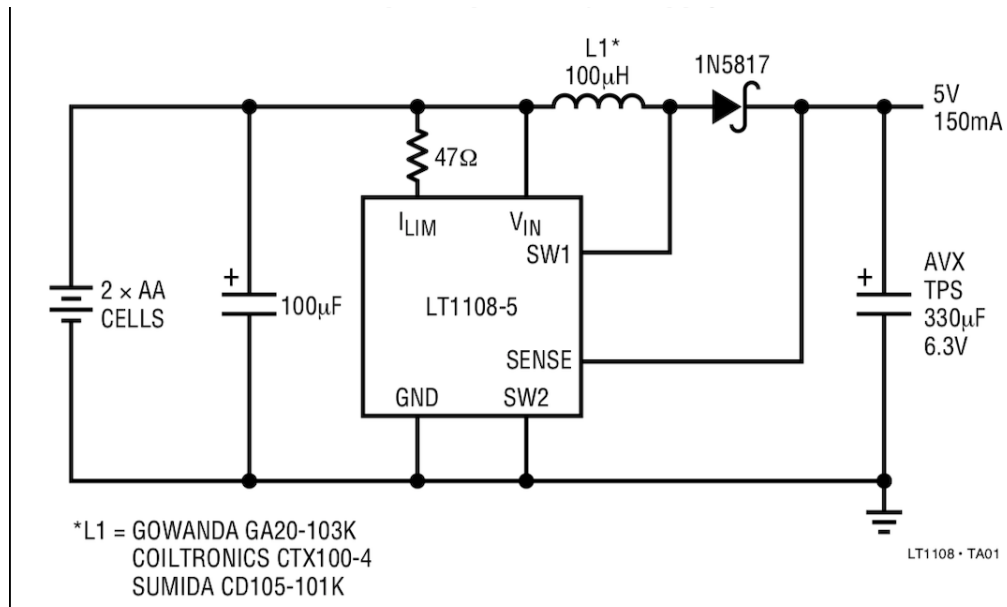 L1*
100μH
1N5817
5V
150mA
47Ω
I_LIM
V_IN
SW1
+
2 × AA
CELLS
+
100μF
LT1108-5
+
AVX
TPS
330μF
6.3V
SENSE
GND
SW2
*L1 = GOWANDA GA20-103K
COILTRONICS CTX100-4
SUMIDA CD105-101K
LT1108 • TA01